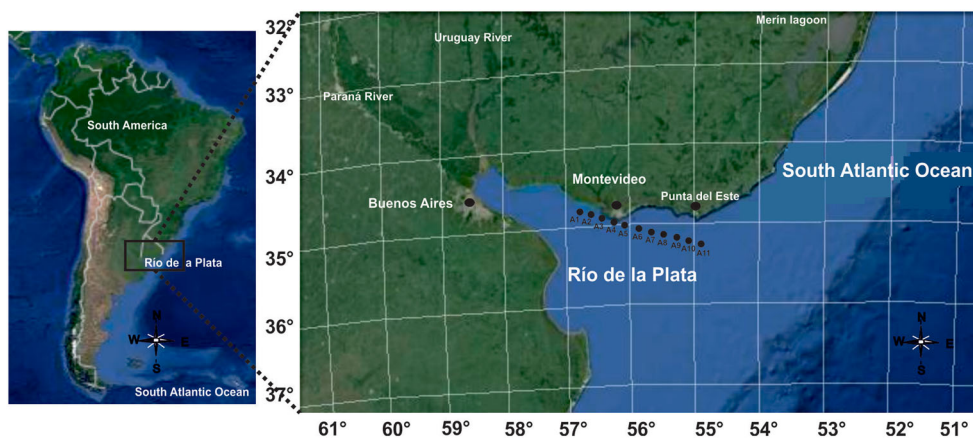 South America
Río de la Plata
N
W E
S
South Atlantic Ocean
32°
33°
34°
35°
36°
37°
Uruguay River
Merin lagoon
Paraná River
Buenos Aires
Montevideo
Punta del Este
South Atlantic Ocean
A1 A2 A3 A4 A5 A6 A7 A8 A9 A10 A11
Río de la Plata
N
W E
S
61° 60° 59° 58° 57° 56° 55° 54° 53° 52° 51°